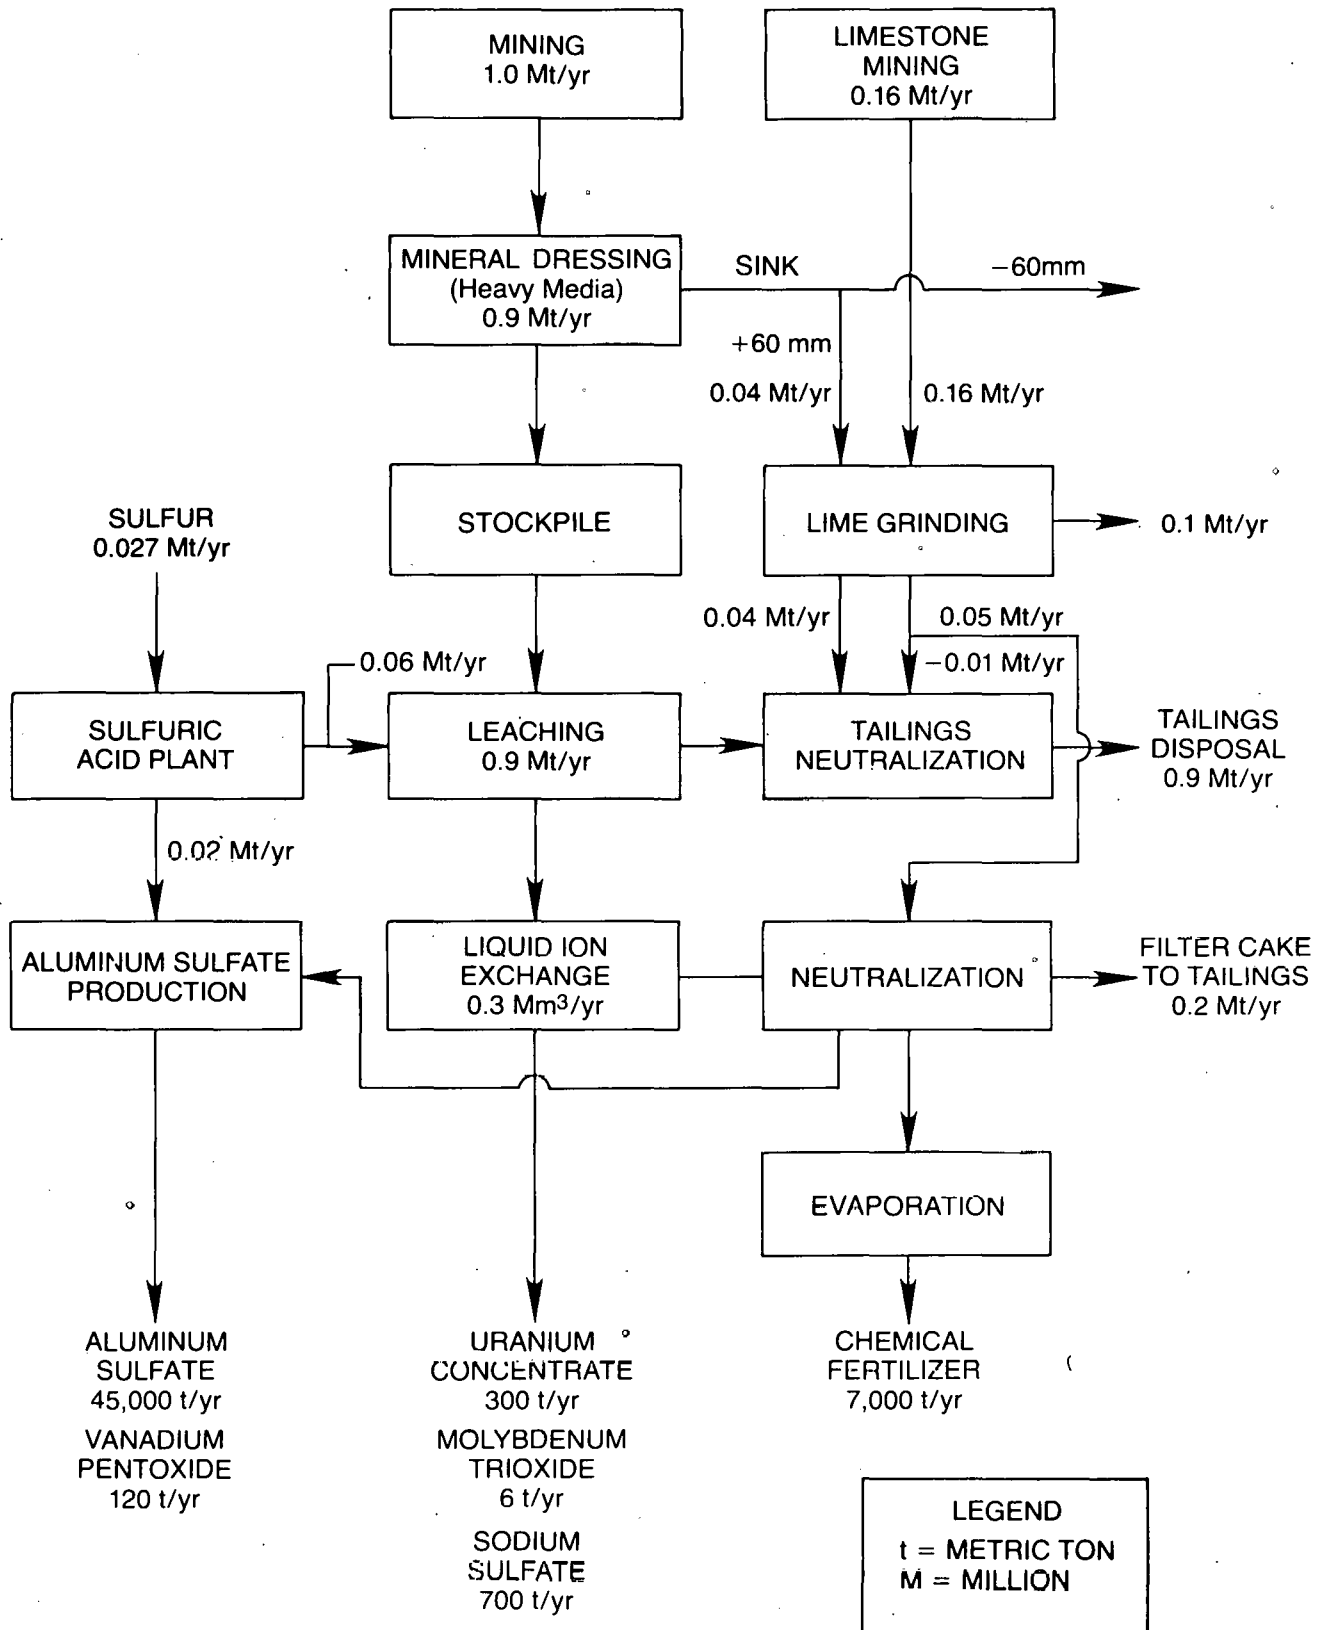 MINING
1.0 Mt/yr
LIMESTONE
MINING
0.16 Mt/yr
MINERAL DRESSING
(Heavy Media)
0.9 Mt/yr
SINK
−60mm
+60 mm
0.04 Mt/yr
0.16 Mt/yr
SULFUR
0.027 Mt/yr
STOCKPILE
LIME GRINDING
0.1 Mt/yr
0.04 Mt/yr
0.05 Mt/yr
0.06 Mt/yr
−0.01 Mt/yr
SULFURIC
ACID PLANT
LEACHING
0.9 Mt/yr
TAILINGS
NEUTRALIZATION
TAILINGS
DISPOSAL
0.9 Mt/yr
0.02 Mt/yr
ALUMINUM SULFATE
PRODUCTION
LIQUID ION
EXCHANGE
0.3 Mm³/yr
NEUTRALIZATION
FILTER CAKE
TO TAILINGS
0.2 Mt/yr
EVAPORATION
ALUMINUM
SULFATE
45,000 t/yr
VANADIUM
PENTOXIDE
120 t/yr
URANIUM
CONCENTRATE
300 t/yr
MOLYBDENUM
TRIOXIDE
6 t/yr
SODIUM
SULFATE
700 t/yr
CHEMICAL
FERTILIZER
7,000 t/yr
LEGEND
t = METRIC TON
M = MILLION